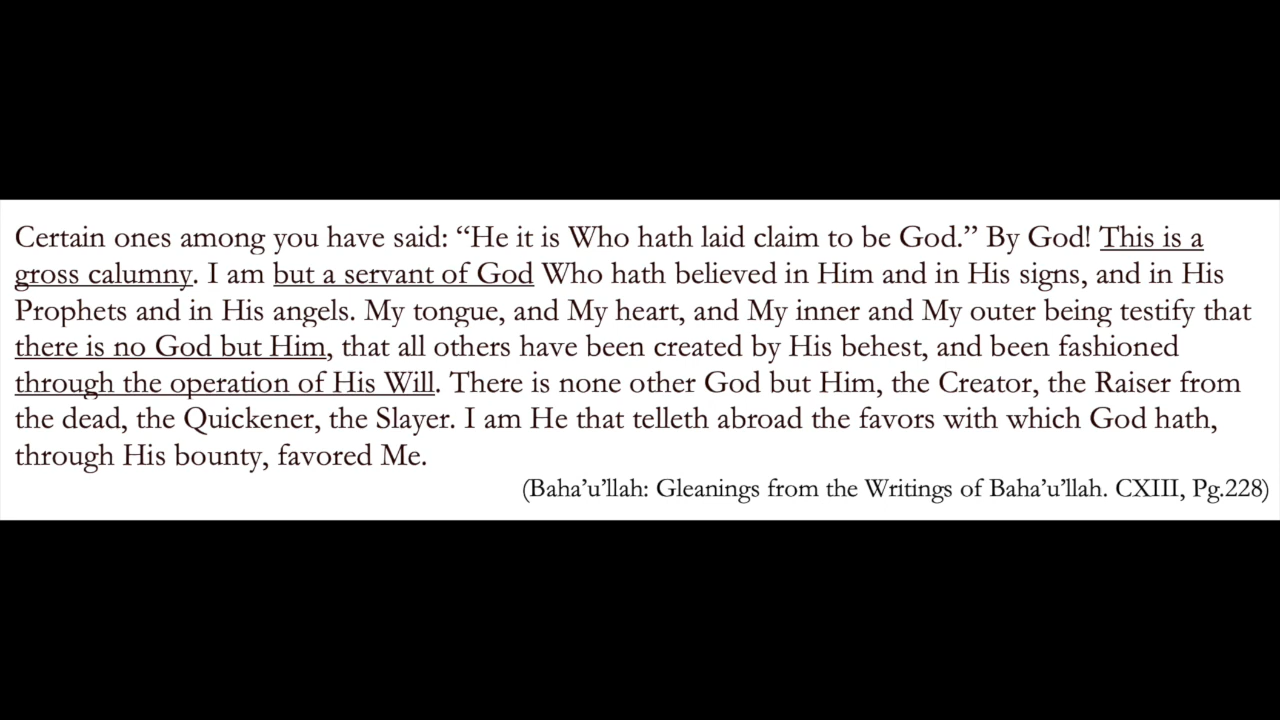 Certain ones among you have said: “He it is Who hath laid claim to be God.” By God! This is a
gross calumny. I am but a servant of God Who hath believed in Him and in His signs, and in His
Prophets and in His angels. My tongue, and My heart, and My inner and My outer being testify that
there is no God but Him, that all others have been created by His behest, and been fashioned
through the operation of His Will. There is none other God but Him, the Creator, the Raiser from
the dead, the Quickener, the Slayer. I am He that telleth abroad the favors with which God hath,
through His bounty, favored Me.
(Baha’u’llah: Gleanings from the Writings of Baha’u’llah. CXIII, Pg.228)